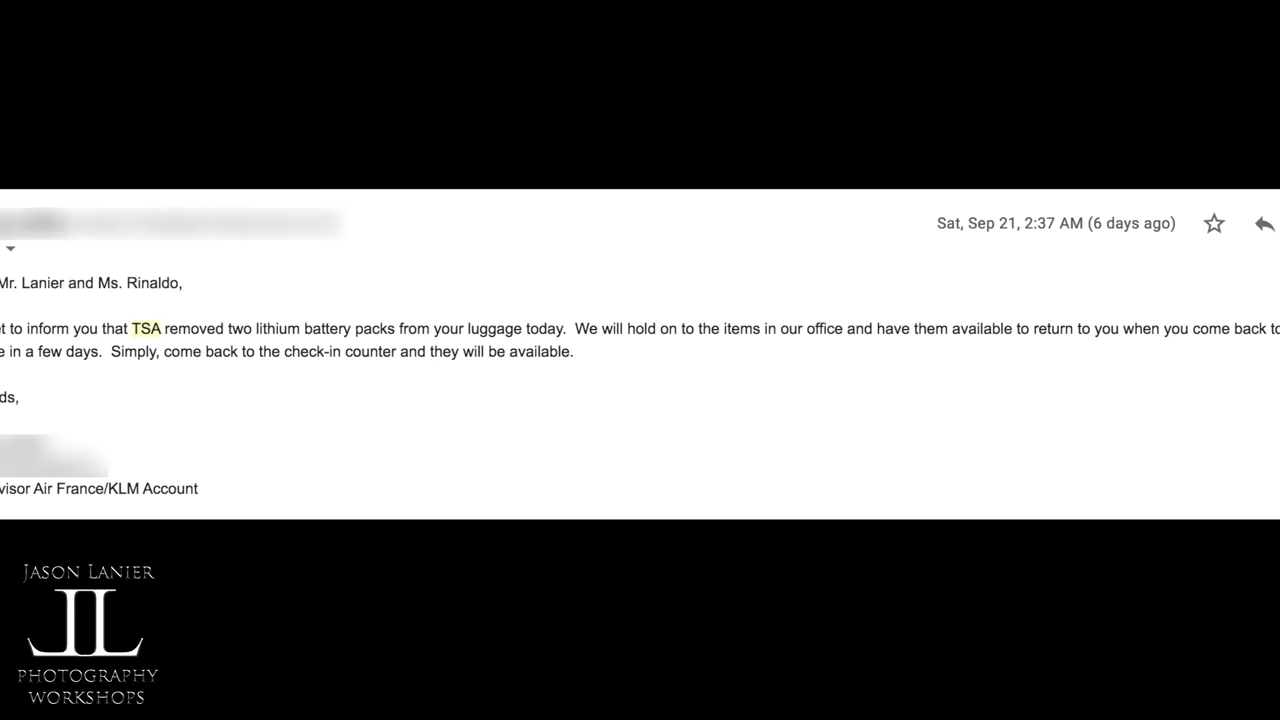 Sat, Sep 21, 2:37 AM (6 days ago)
Mr. Lanier and Ms. Rinaldo,
to inform you that TSA removed two lithium battery packs from your luggage today. We will hold on to the items in our office and have them available to return to you when you come back to
in a few days. Simply, come back to the check-in counter and they will be available.
Air France/KLM Account
JASON LANIER
JL
PHOTOGRAPHY
WORKSHOPS